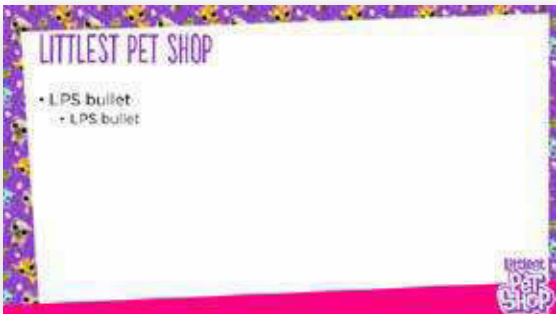 LITTLEST PET SHOP
• LPS bullet
• LPS bullet
Littlest
PET
SHOP